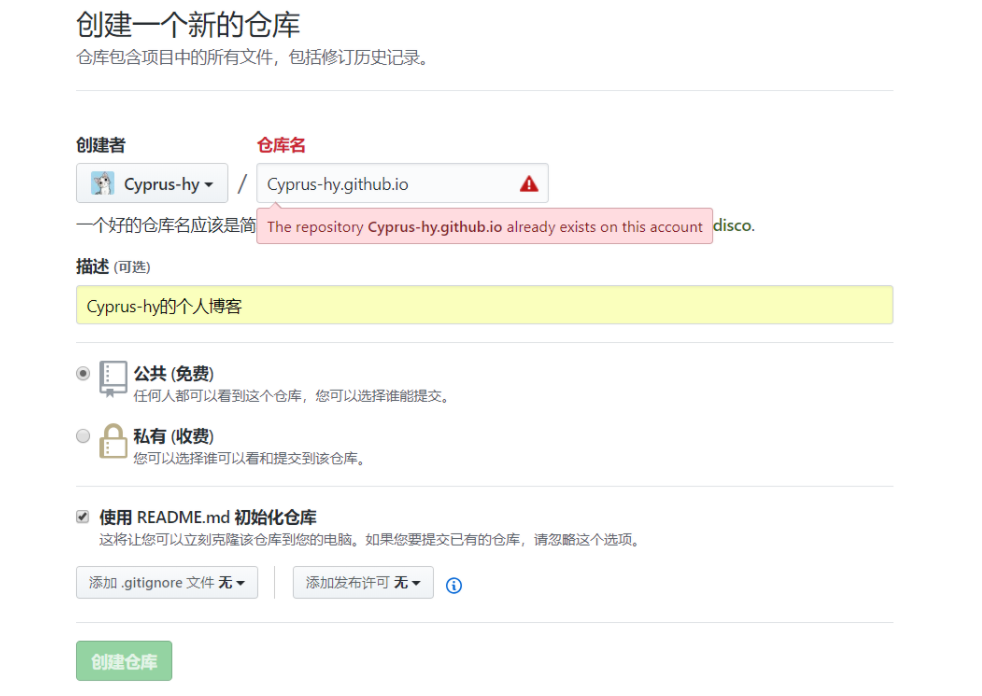 创建一个新的仓库
仓库包含项目中的所有文件，包括修订历史记录。
创建者 仓库名
Cyprus-hy / Cyprus-hy.github.io
一个好的仓库名应该是简 The repository Cyprus-hy.github.io already exists on this account disco.
描述 (可选)
Cyprus-hy的个人博客
公共 (免费)
任何人都可以看到这个仓库，您可以选择谁能提交。
私有 (收费)
您可以选择谁可以看和提交到该仓库。
使用 README.md 初始化仓库
这将让您可以立刻克隆该仓库到您的电脑。如果您要提交已有的仓库，请忽略这个选项。
添加 .gitignore 文件 无 添加发布许可 无
创建仓库